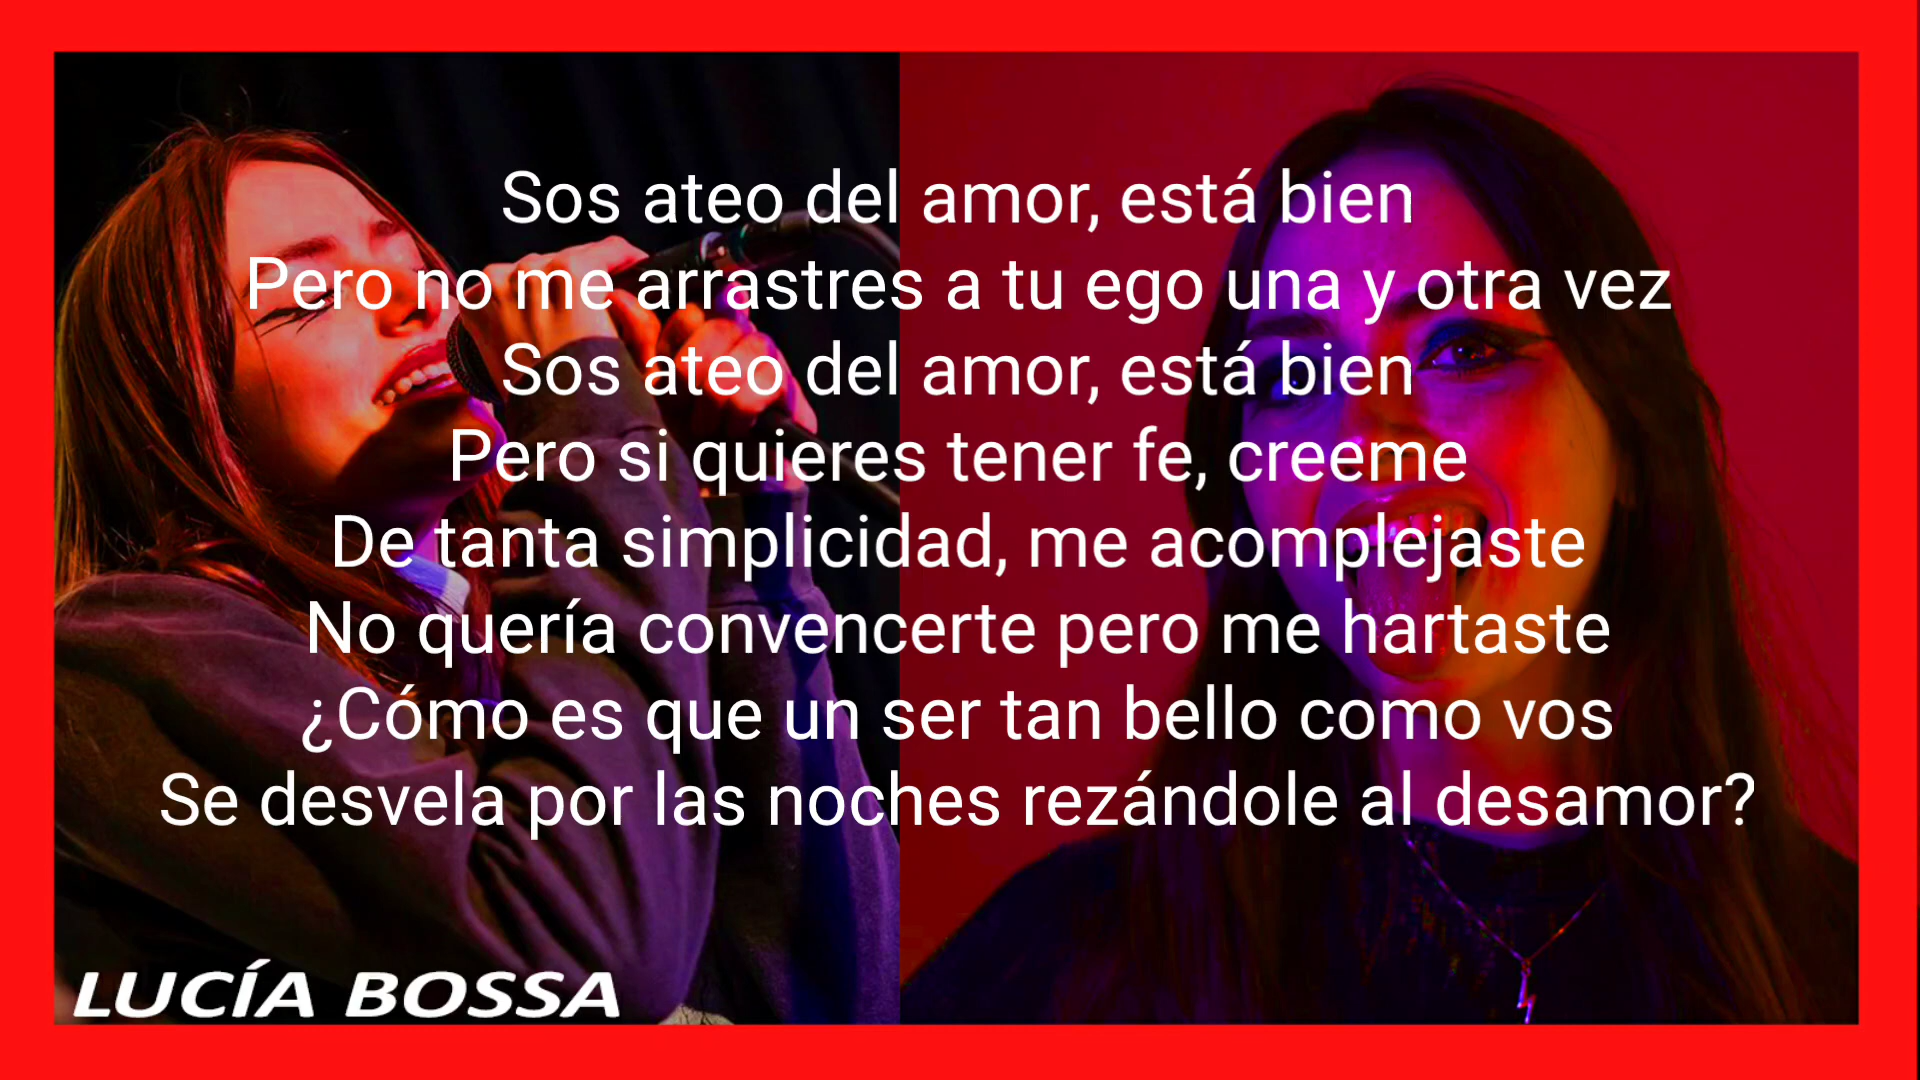 Sos ateo del amor, está bien
Pero no me arrastres a tu ego una y otra vez
Sos ateo del amor, está bien
Pero si quieres tener fe, creeme
De tanta simplicidad, me acomplejaste
No quería convencerte pero me hartaste
¿Cómo es que un ser tan bello como vos
Se desvela por las noches rezándole al desamor?
LUCÍA BOSSA